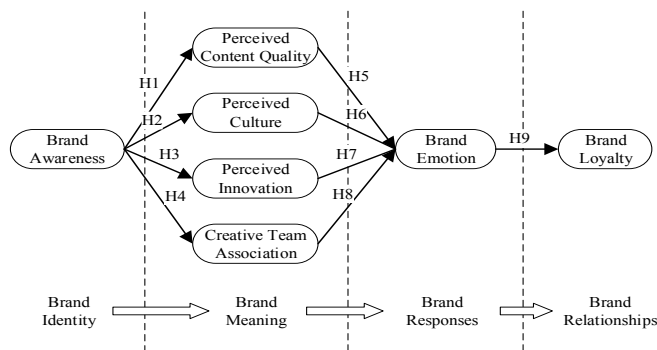 Perceived
Content Quality
H1
H5
H2
Perceived
Culture
H6
Brand
Awareness
Brand
Emotion
H9
Brand
Loyalty
H3
H7
Perceived
Innovation
H4
H8
Creative Team
Association
Brand
Identity
Brand
Meaning
Brand
Responses
Brand
Relationships